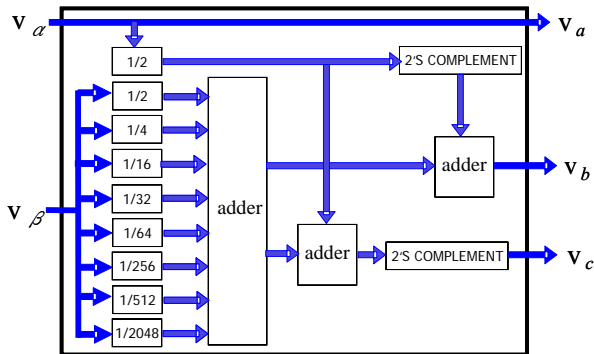 V α
V a
1/2
2'S COMPLEMENT
1/2
1/4
1/16
adder
V b
1/32
V β
adder
1/64
adder
2'S COMPLEMENT
V c
1/256
1/512
1/2048